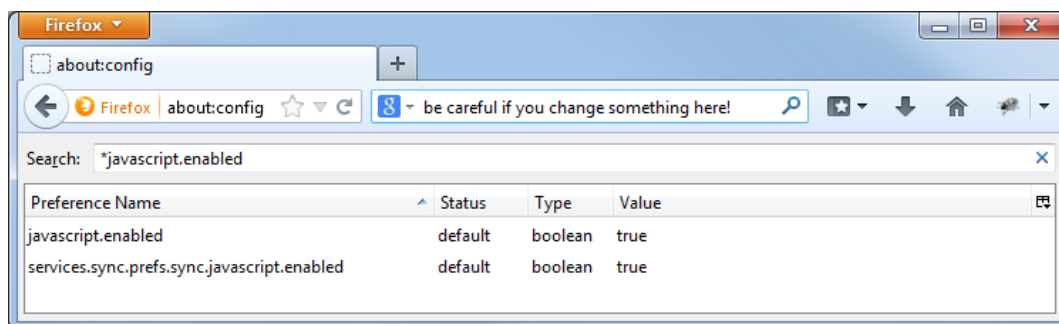 Firefox
about:config
Firefox about:config be careful if you change something here!
Search: *javascript.enabled
Preference Name Status Type Value
javascript.enabled default boolean true
services.sync.prefs.sync.javascript.enabled default boolean true